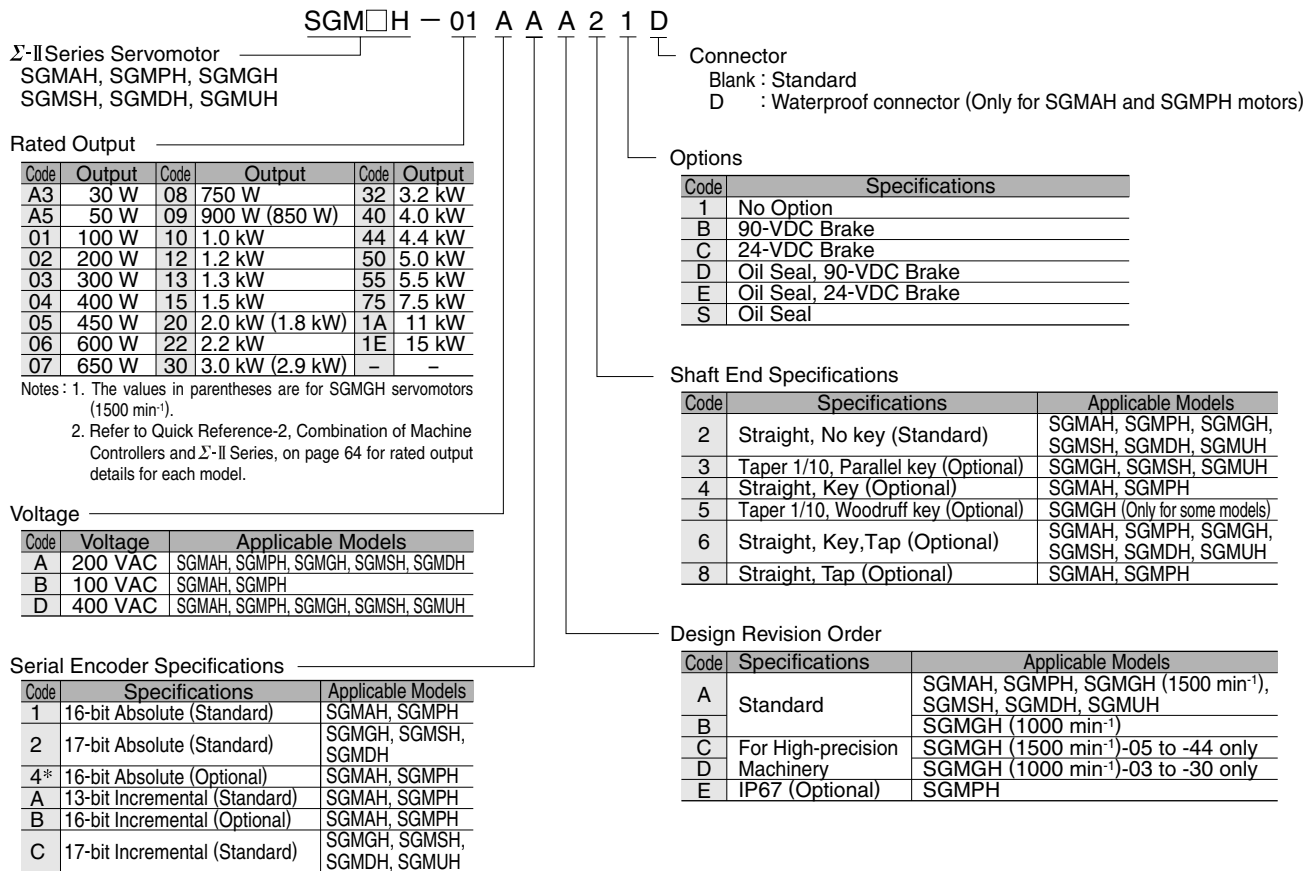 SGM□H − 01 A A A 2 1 D
Σ-ⅡSeries Servomotor
SGMAH, SGMPH, SGMGH
SGMSH, SGMDH, SGMUH
Rated Output
Code Output Code Output Code Output
A3 30 W 08 750 W 32 3.2 kW
A5 50 W 09 900 W (850 W) 40 4.0 kW
01 100 W 10 1.0 kW 44 4.4 kW
02 200 W 12 1.2 kW 50 5.0 kW
03 300 W 13 1.3 kW 55 5.5 kW
04 400 W 15 1.5 kW 75 7.5 kW
05 450 W 20 2.0 kW (1.8 kW) 1A 11 kW
06 600 W 22 2.2 kW 1E 15 kW
07 650 W 30 3.0 kW (2.9 kW) − −
Notes : 1. The values in parentheses are for SGMGH servomotors
(1500 min-1).
2. Refer to Quick Reference-2, Combination of Machine
Controllers and Σ-Ⅱ Series, on page 64 for rated output
details for each model.
Voltage
Code Voltage Applicable Models
A 200 VAC SGMAH, SGMPH, SGMGH, SGMSH, SGMDH
B 100 VAC SGMAH, SGMPH
D 400 VAC SGMAH, SGMPH, SGMGH, SGMSH, SGMUH
Serial Encoder Specifications
Code Specifications Applicable Models
1 16-bit Absolute (Standard) SGMAH, SGMPH
2 17-bit Absolute (Standard) SGMGH, SGMSH,
SGMDH
4* 16-bit Absolute (Optional) SGMAH, SGMPH
A 13-bit Incremental (Standard) SGMAH, SGMPH
B 16-bit Incremental (Optional) SGMAH, SGMPH
C 17-bit Incremental (Standard) SGMGH, SGMSH,
SGMDH, SGMUH
Connector
Blank : Standard
D : Waterproof connector (Only for SGMAH and SGMPH motors)
Options
Code Specifications
1 No Option
B 90-VDC Brake
C 24-VDC Brake
D Oil Seal, 90-VDC Brake
E Oil Seal, 24-VDC Brake
S Oil Seal
Shaft End Specifications
Code Specifications Applicable Models
2 Straight, No key (Standard) SGMAH, SGMPH, SGMGH,
SGMSH, SGMDH, SGMUH
3 Taper 1/10, Parallel key (Optional) SGMGH, SGMSH, SGMUH
4 Straight, Key (Optional) SGMAH, SGMPH
5 Taper 1/10, Woodruff key (Optional) SGMGH (Only for some models)
6 Straight, Key,Tap (Optional) SGMAH, SGMPH, SGMGH,
SGMSH, SGMDH, SGMUH
8 Straight, Tap (Optional) SGMAH, SGMPH
Design Revision Order
Code Specifications Applicable Models
A Standard SGMAH, SGMPH, SGMGH (1500 min-1),
SGMSH, SGMDH, SGMUH
B SGMGH (1000 min-1)
C For High-precision SGMGH (1500 min-1)-05 to -44 only
D Machinery SGMGH (1000 min-1)-03 to -30 only
E IP67 (Optional) SGMPH